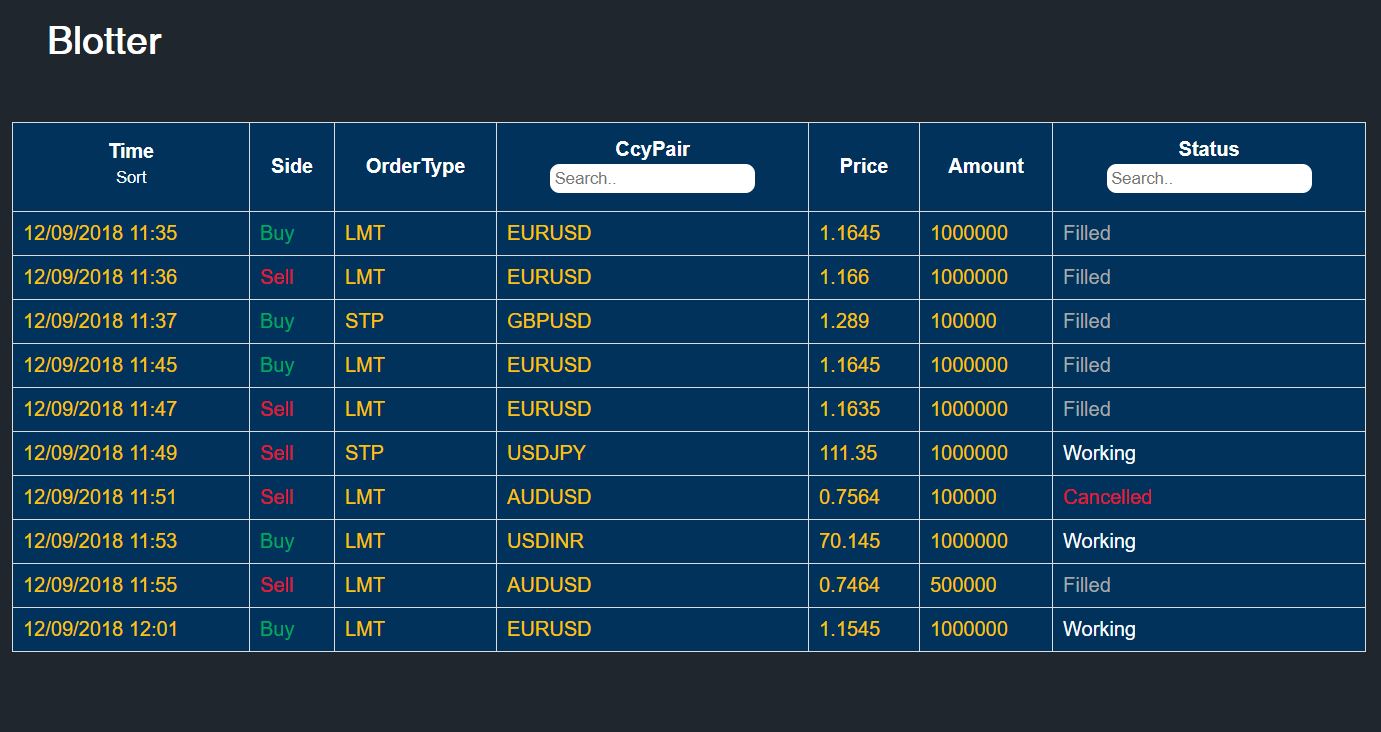 Blotter
Time Side OrderType CcyPair Price Amount Status
Sort Search.. Search..
12/09/2018 11:35 Buy LMT EURUSD 1.1645 1000000 Filled
12/09/2018 11:36 Sell LMT EURUSD 1.166 1000000 Filled
12/09/2018 11:37 Buy STP GBPUSD 1.289 100000 Filled
12/09/2018 11:45 Buy LMT EURUSD 1.1645 1000000 Filled
12/09/2018 11:47 Sell LMT EURUSD 1.1635 1000000 Filled
12/09/2018 11:49 Sell STP USDJPY 111.35 1000000 Working
12/09/2018 11:51 Sell LMT AUDUSD 0.7564 100000 Cancelled
12/09/2018 11:53 Buy LMT USDINR 70.145 1000000 Working
12/09/2018 11:55 Sell LMT AUDUSD 0.7464 500000 Filled
12/09/2018 12:01 Buy LMT EURUSD 1.1545 1000000 Working